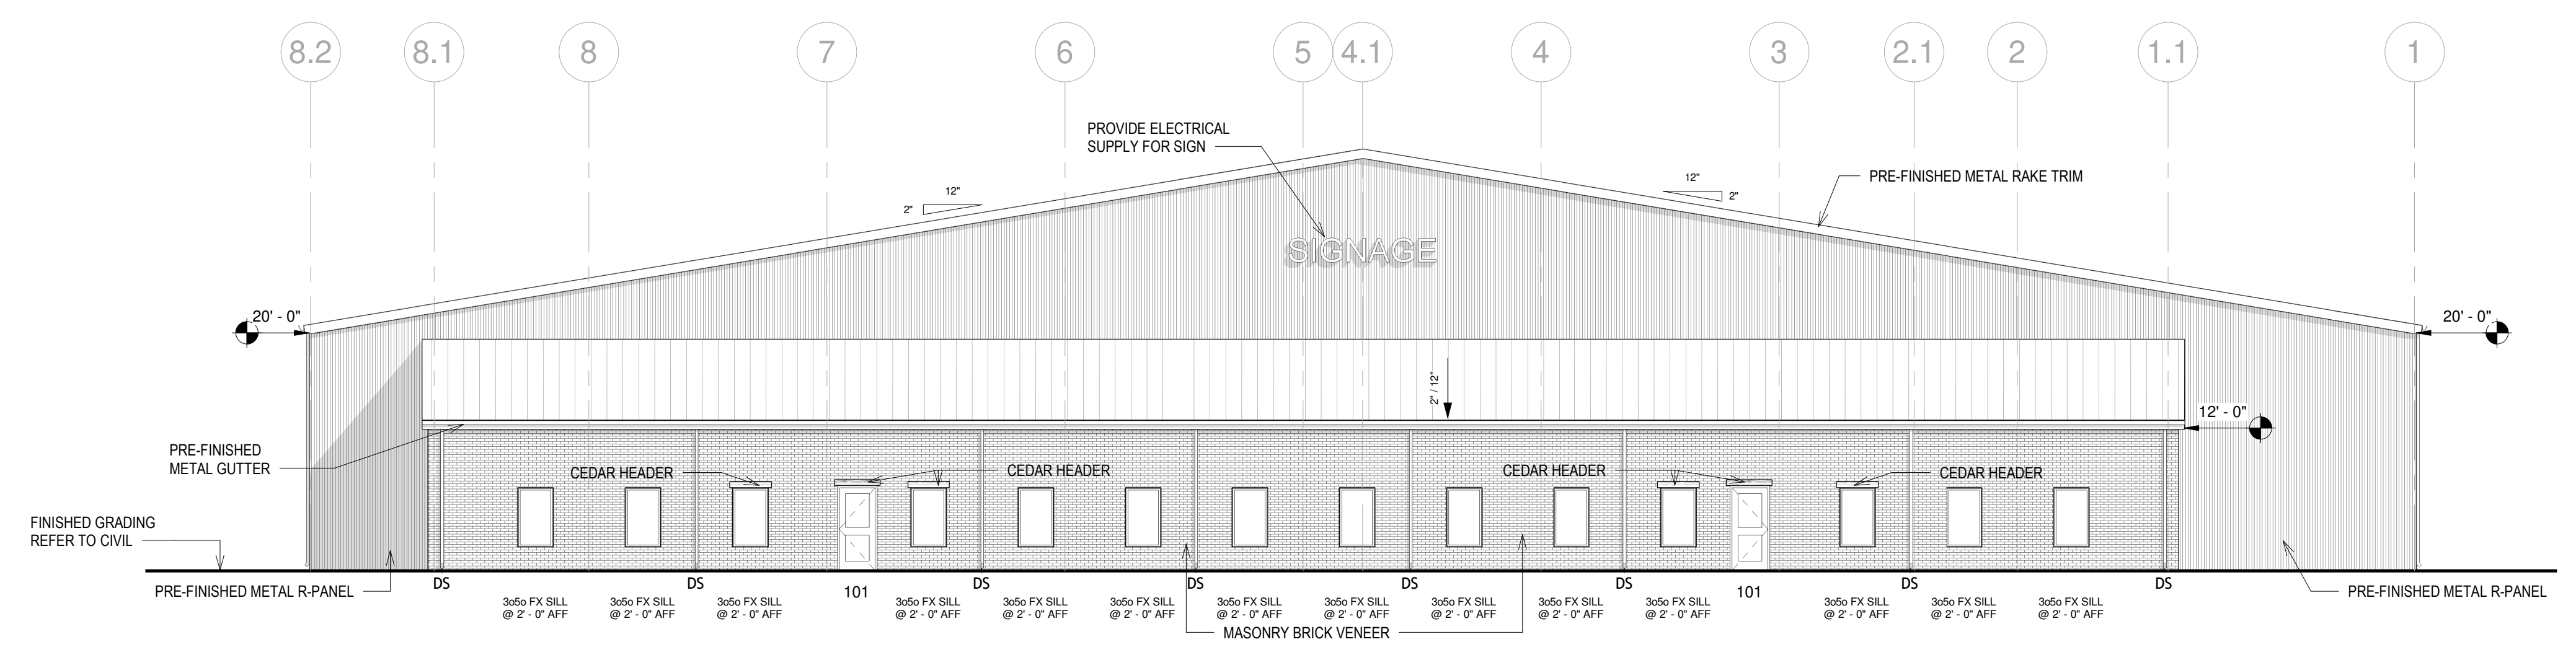 8.2 8.1 8 7 6 5 4.1 4 3 2.1 2 1.1 1
PROVIDE ELECTRICAL
SUPPLY FOR SIGN
12"
2"
12"
2"
PRE-FINISHED METAL RAKE TRIM
SIGNAGE
20' - 0"
20' - 0"
2" / 12"
12' - 0"
PRE-FINISHED
METAL GUTTER
CEDAR HEADER
CEDAR HEADER
CEDAR HEADER
CEDAR HEADER
FINISHED GRADING
REFER TO CIVIL
DS DS DS DS DS DS DS DS
PRE-FINISHED METAL R-PANEL
101
101
PRE-FINISHED METAL R-PANEL
3o5o FX SILL
@ 2' - 0" AFF
3o5o FX SILL
@ 2' - 0" AFF
3o5o FX SILL
@ 2' - 0" AFF
3o5o FX SILL
@ 2' - 0" AFF
3o5o FX SILL
@ 2' - 0" AFF
3o5o FX SILL
@ 2' - 0" AFF
3o5o FX SILL
@ 2' - 0" AFF
3o5o FX SILL
@ 2' - 0" AFF
3o5o FX SILL
@ 2' - 0" AFF
3o5o FX SILL
@ 2' - 0" AFF
3o5o FX SILL
@ 2' - 0" AFF
3o5o FX SILL
@ 2' - 0" AFF
3o5o FX SILL
@ 2' - 0" AFF
3o5o FX SILL
@ 2' - 0" AFF
MASONRY BRICK VENEER